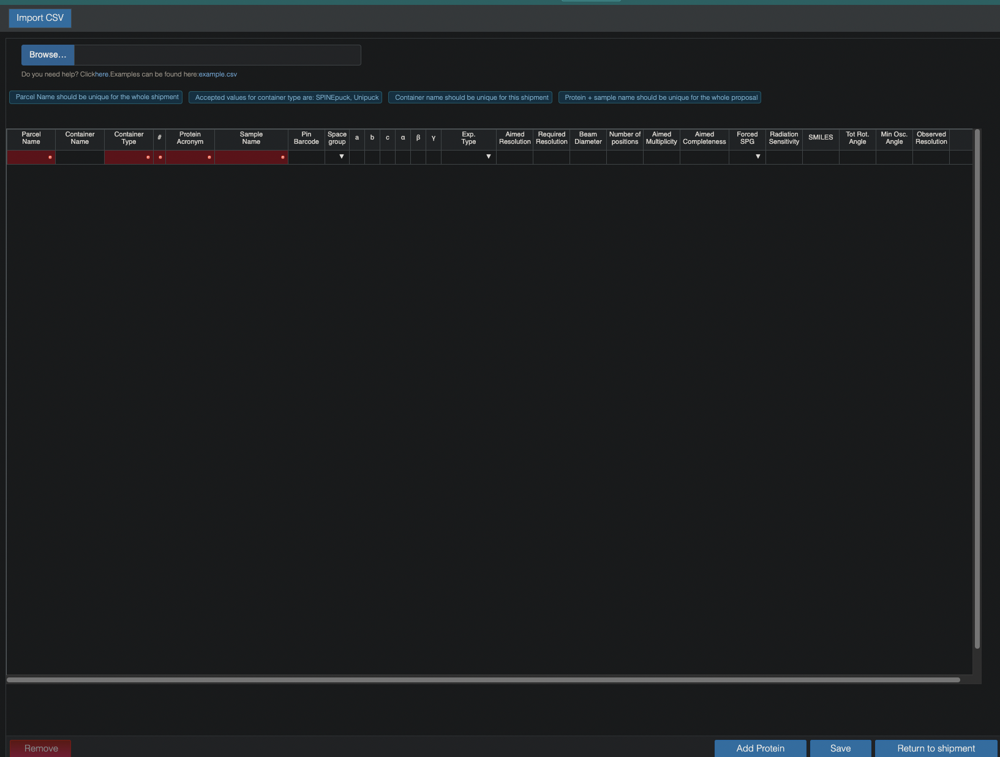 Import CSV
Browse...
Do you need help? Clickhere.Examples can be found here:example.csv
Parcel Name should be unique for the whole shipment
Accepted values for container type are: SPINEpuck, Unipuck
Container name should be unique for this shipment
Protein + sample name should be unique for the whole proposal
Parcel Name
Container Name
Container Type
#
Protein Acronym
Sample Name
Pin Barcode
Space group
a
b
c
α
β
γ
Exp. Type
Aimed Resolution
Required Resolution
Beam Diameter
Number of positions
Aimed Multiplicity
Aimed Completeness
Forced SPG
Radiation Sensitivity
SMILES
Tot Rot. Angle
Min Osc. Angle
Observed Resolution
Remove
Add Protein
Save
Return to shipment